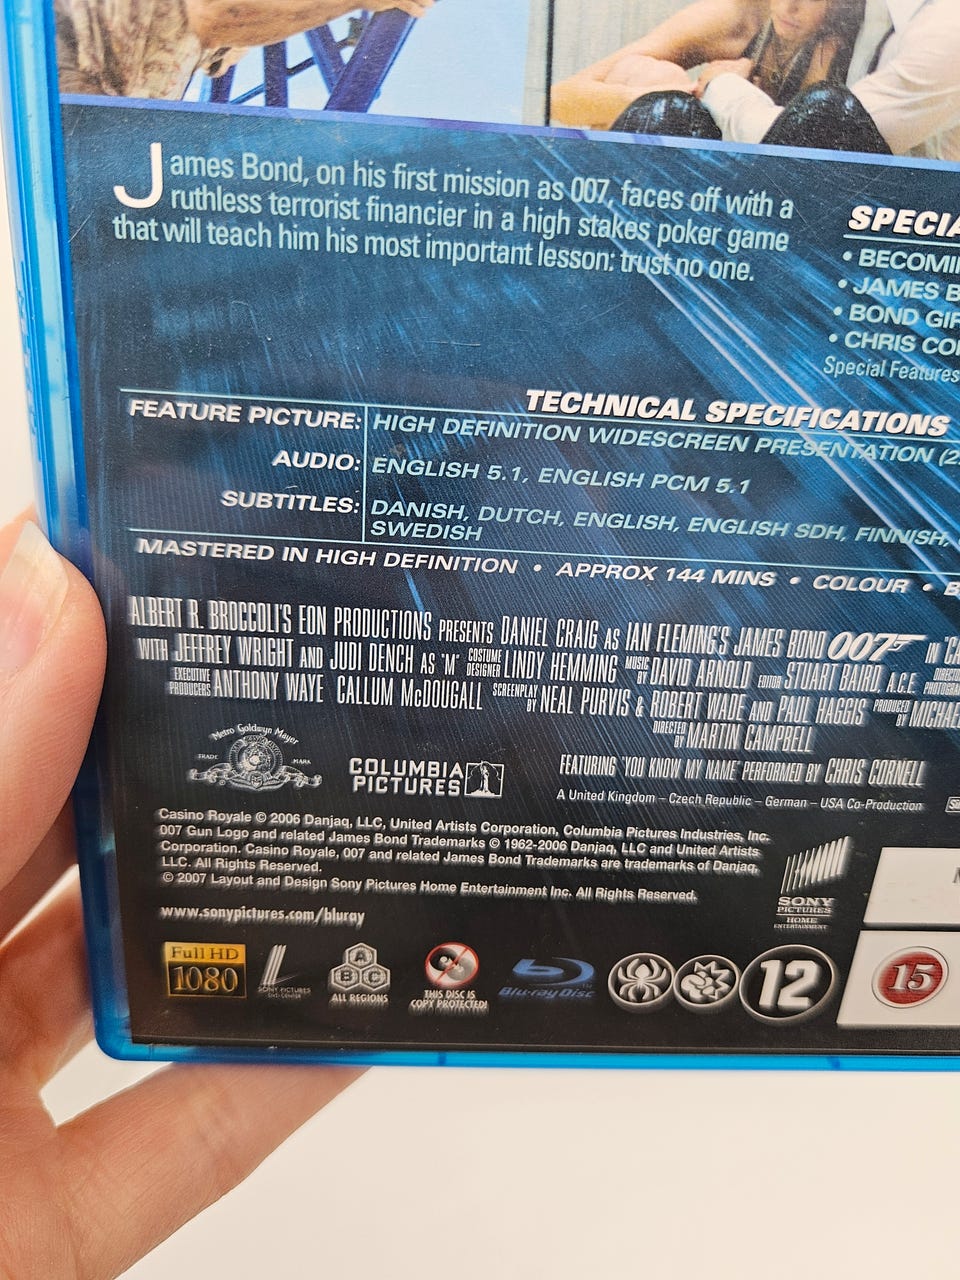 James Bond, on his first mission as 007, faces off with a
ruthless terrorist financier in a high stakes poker game
that will teach him his most important lesson: trust no one.
SPECIA
• BECOMI
• JAMES B
• BOND GIR
• CHRIS CO
Special Features
TECHNICAL SPECIFICATIONS
FEATURE PICTURE: HIGH DEFINITION WIDESCREEN PRESENTATION (2
AUDIO: ENGLISH 5.1, ENGLISH PCM 5.1
SUBTITLES: DANISH, DUTCH, ENGLISH, ENGLISH SDH, FINNISH,
SWEDISH
MASTERED IN HIGH DEFINITION • APPROX 144 MINS • COLOUR • B
ALBERT R. BROCCOLI'S EON PRODUCTIONS PRESENTS DANIEL CRAIG AS IAN FLEMING'S JAMES BOND 007 IN "CA
WITH JEFFREY WRIGHT AND JUDI DENCH AS "M" COSTUME DESIGNER LINDY HEMMING MUSIC BY DAVID ARNOLD EDITOR STUART BAIRD, A.C.E
EXECUTIVE PRODUCERS ANTHONY WAYE CALLUM McDOUGALL SCREENPLAY BY NEAL PURVIS & ROBERT WADE AND PAUL HAGGIS PRODUCED BY MICHAE
DIRECTED BY MARTIN CAMPBELL
FEATURING "YOU KNOW MY NAME" PERFORMED BY CHRIS CORNELL
A United Kingdom – Czech Republic – German – USA Co-Production
Metro Goldwyn Mayer
TRADE MARK
COLUMBIA
PICTURES
Casino Royale © 2006 Danjaq, LLC, United Artists Corporation, Columbia Pictures Industries, Inc.
007 Gun Logo and related James Bond Trademarks © 1962-2006 Danjaq, LLC and United Artists
Corporation. Casino Royale, 007 and related James Bond Trademarks are trademarks of Danjaq,
LLC. All Rights Reserved.
© 2007 Layout and Design Sony Pictures Home Entertainment Inc. All Rights Reserved.
www.sonypictures.com/bluray
SONY
PICTURES
HOME
ENTERTAINMENT
Full HD
1080
SONY PICTURES
DVD CENTER
A
B C
ALL REGIONS
THIS DISC IS
COPY PROTECTED!
Blu-ray Disc
12
15